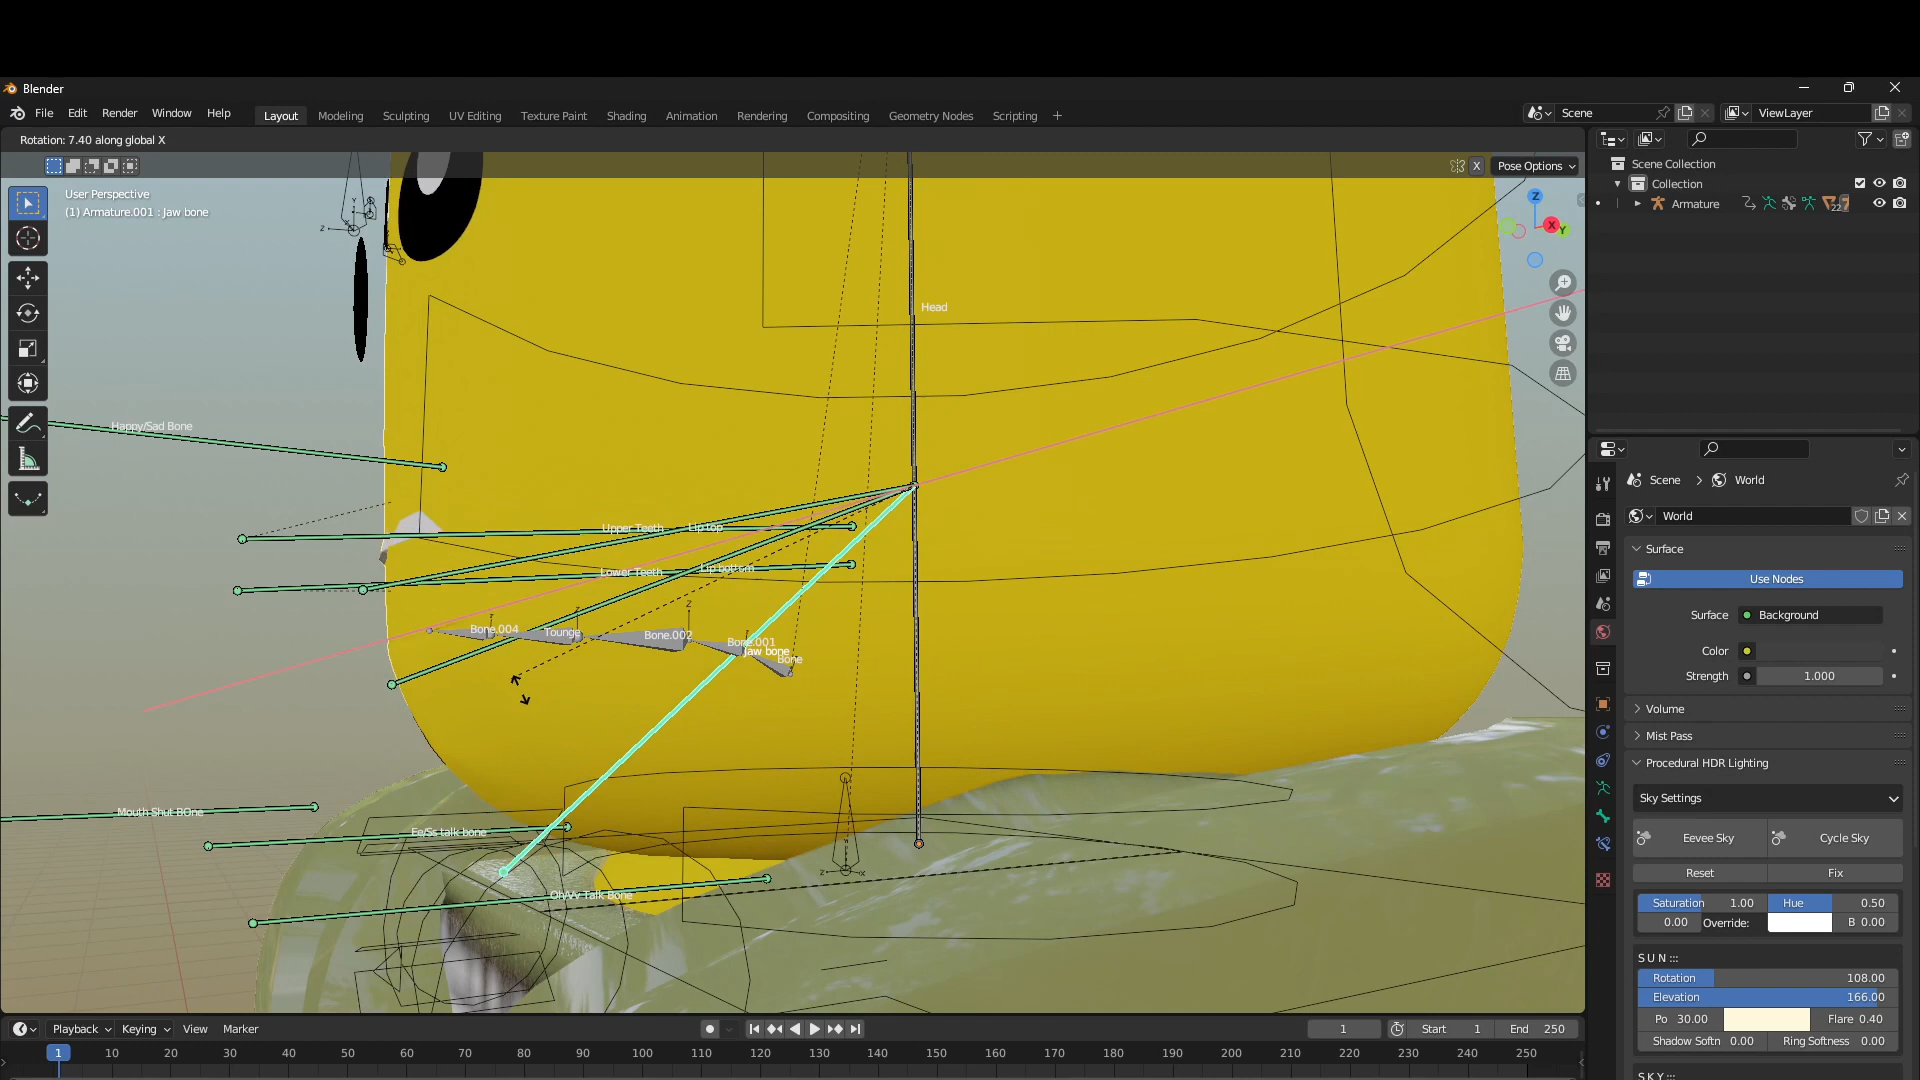 Blender
File Edit Render Window Help Layout Modeling Sculpting UV Editing Texture Paint Shading Animation Rendering Compositing Geometry Nodes Scripting + Scene ViewLayer
Rotation: 7.40 along global X
X Pose Options
User Perspective
(1) Armature.001 : Jaw bone
Scene Collection
Collection
Armature 22 7
Z
X
Y
Head
Happy/Sad Bone
Upper Teeth Lip top
Lower Teeth Lip bottom
Bone.004 Tounge Bone.002 Bone.001
Jaw bone
Bone
Mouth Shut BOne
Ee/Ss talk bone
Oh/Vv Talk Bone
Scene > World
World
Surface
Use Nodes
Surface Background
Color
Strength 1.000
Volume
Mist Pass
Procedural HDR Lighting
Sky Settings
Eevee Sky Cycle Sky
Reset Fix
Saturation 1.00 Hue 0.50
0.00 Override: B 0.00
S U N :::
Rotation 108.00
Elevation 166.00
Po 30.00 Flare 0.40
Shadow Softn 0.00 Ring Softness 0.00
S K Y :::
Playback Keying View Marker 1 Start 1 End 250
1 10 20 30 40 50 60 70 80 90 100 110 120 130 140 150 160 170 180 190 200 210 220 230 240 250